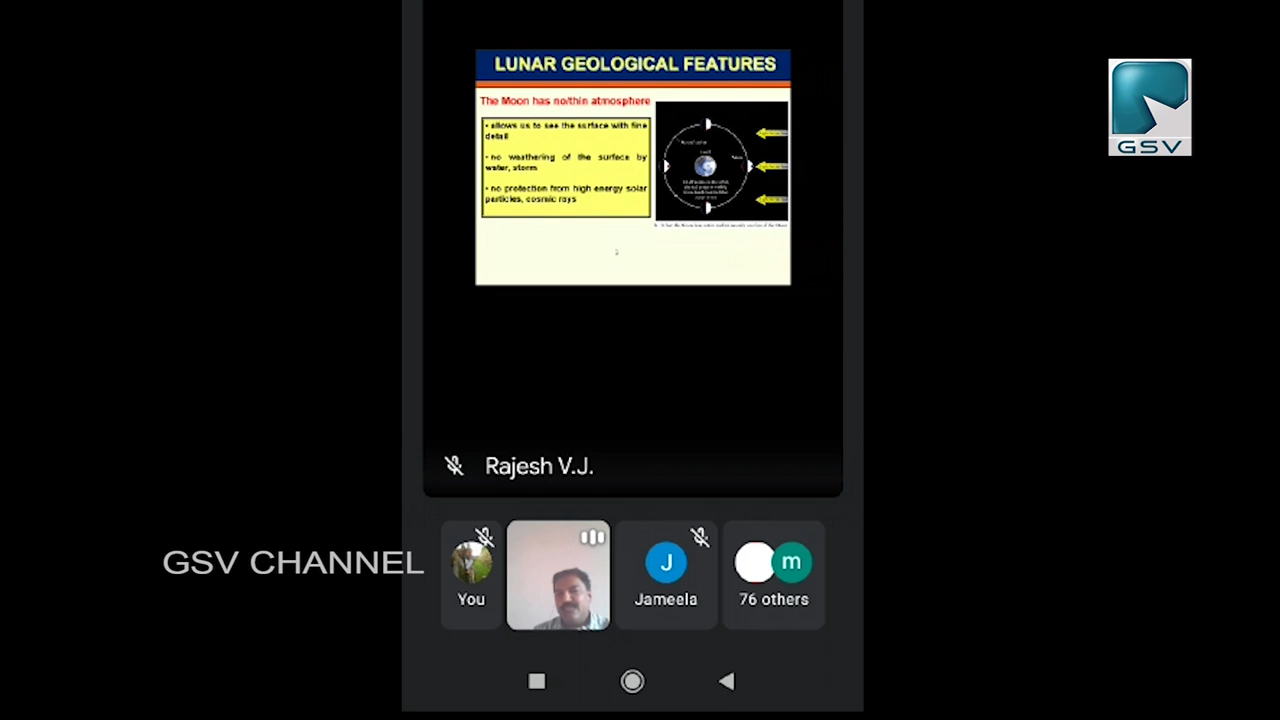 LUNAR GEOLOGICAL FEATURES
The Moon has no/thin atmosphere
• allows us to see the surface with fine
detail
• no weathering of the surface by
water, storm
• no protection from high energy solar
particles, cosmic rays
GSV
Rajesh V.J.
GSV CHANNEL
You
J
Jameela
m
76 others